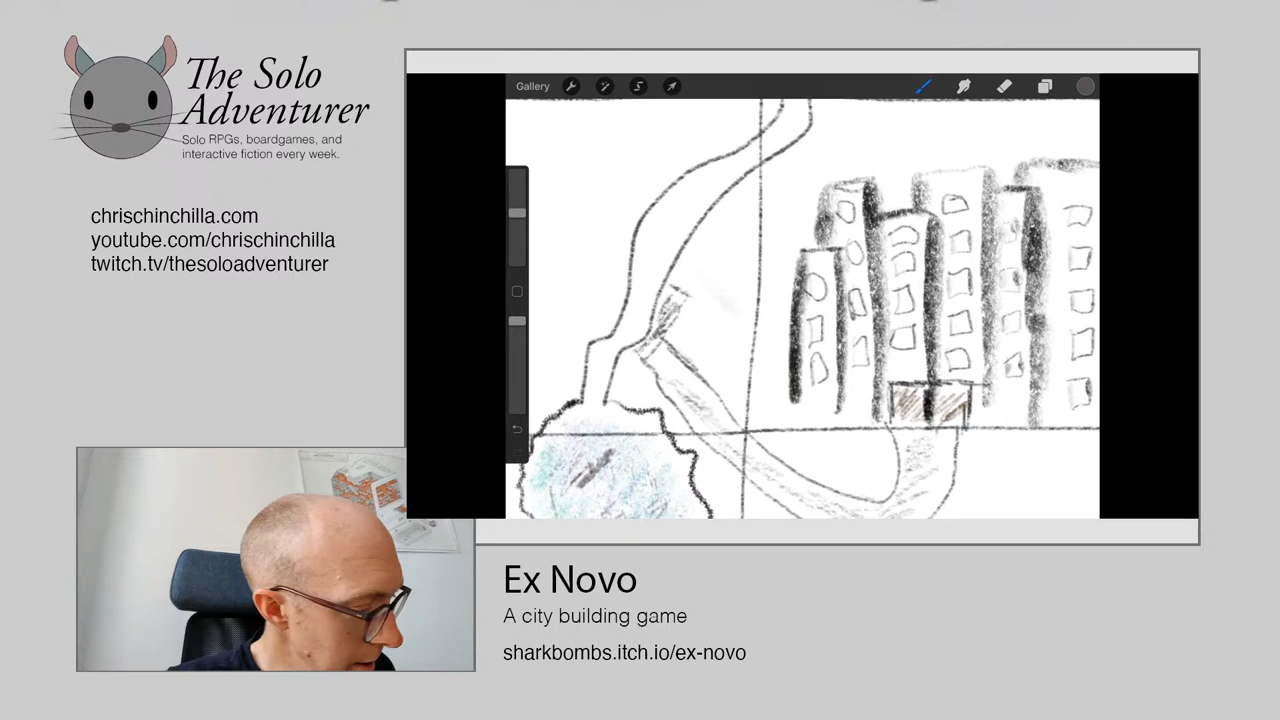 The Solo
Adventurer
Solo RPGs, boardgames, and
interactive fiction every week.
chrischinchilla.com
youtube.com/chrischinchilla
twitch.tv/thesoloadventurer
Gallery
Ex Novo
A city building game
sharkbombs.itch.io/ex-novo